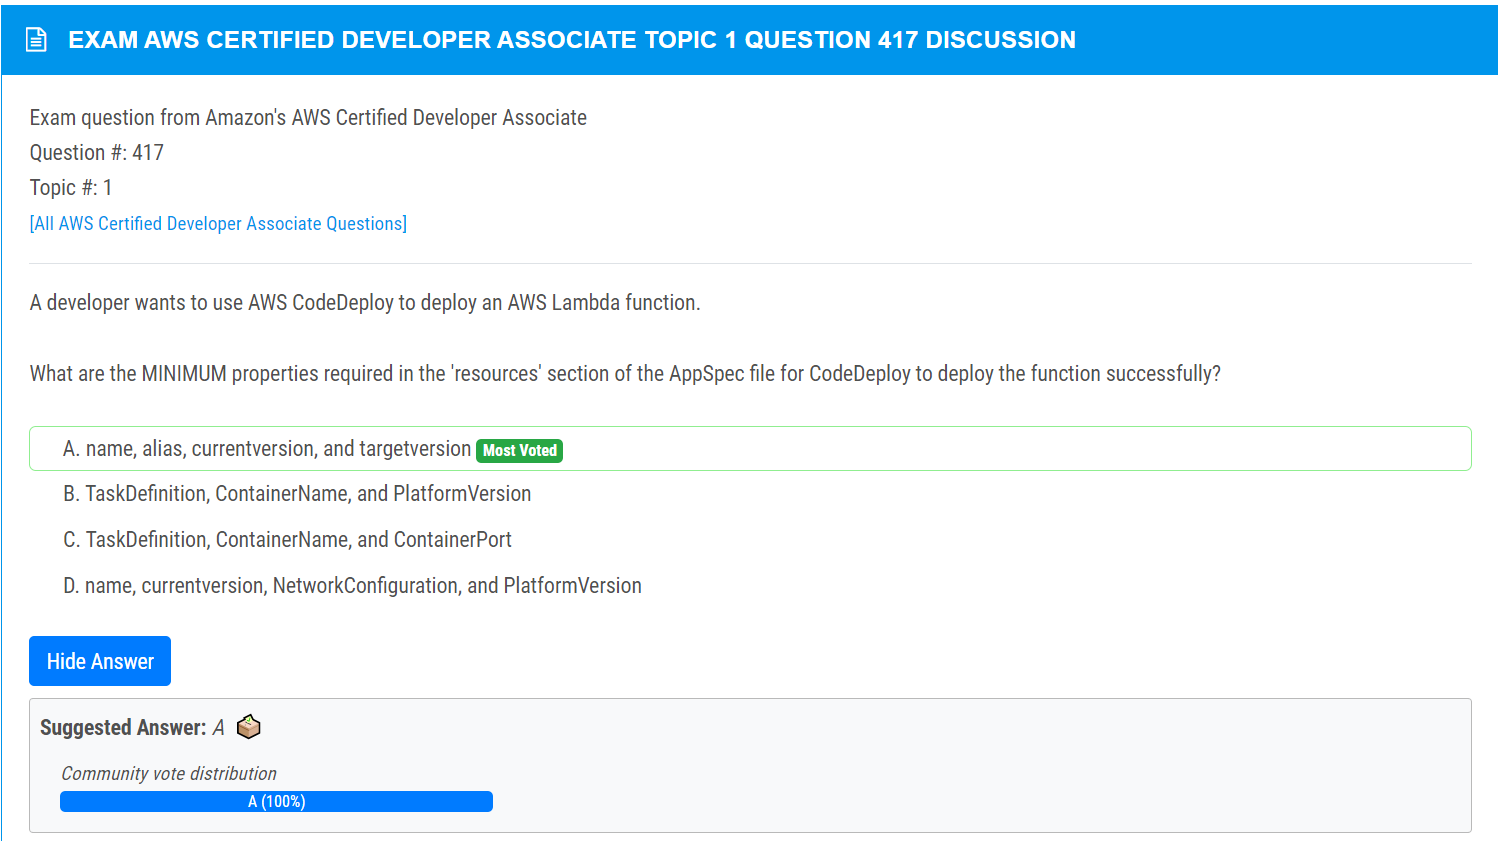 EXAM AWS CERTIFIED DEVELOPER ASSOCIATE TOPIC 1 QUESTION 417 DISCUSSION
Exam question from Amazon's AWS Certified Developer Associate
Question #: 417
Topic #: 1
[All AWS Certified Developer Associate Questions]
A developer wants to use AWS CodeDeploy to deploy an AWS Lambda function.
What are the MINIMUM properties required in the 'resources' section of the AppSpec file for CodeDeploy to deploy the function successfully?
A. name, alias, currentversion, and targetversion Most Voted
B. TaskDefinition, ContainerName, and PlatformVersion
C. TaskDefinition, ContainerName, and ContainerPort
D. name, currentversion, NetworkConfiguration, and PlatformVersion
Hide Answer
Suggested Answer: A
Community vote distribution
A (100%)